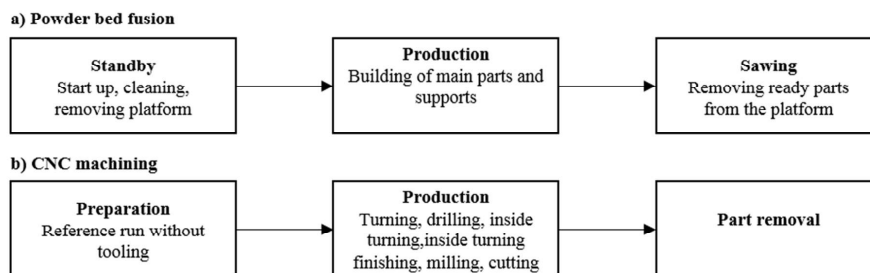 a) Powder bed fusion
Standby
Start up, cleaning,
removing platform
Production
Building of main parts and
supports
Sawing
Removing ready parts
from the platform
b) CNC machining
Preparation
Reference run without
tooling
Production
Turning, drilling, inside
turning,inside turning
finishing, milling, cutting
Part removal